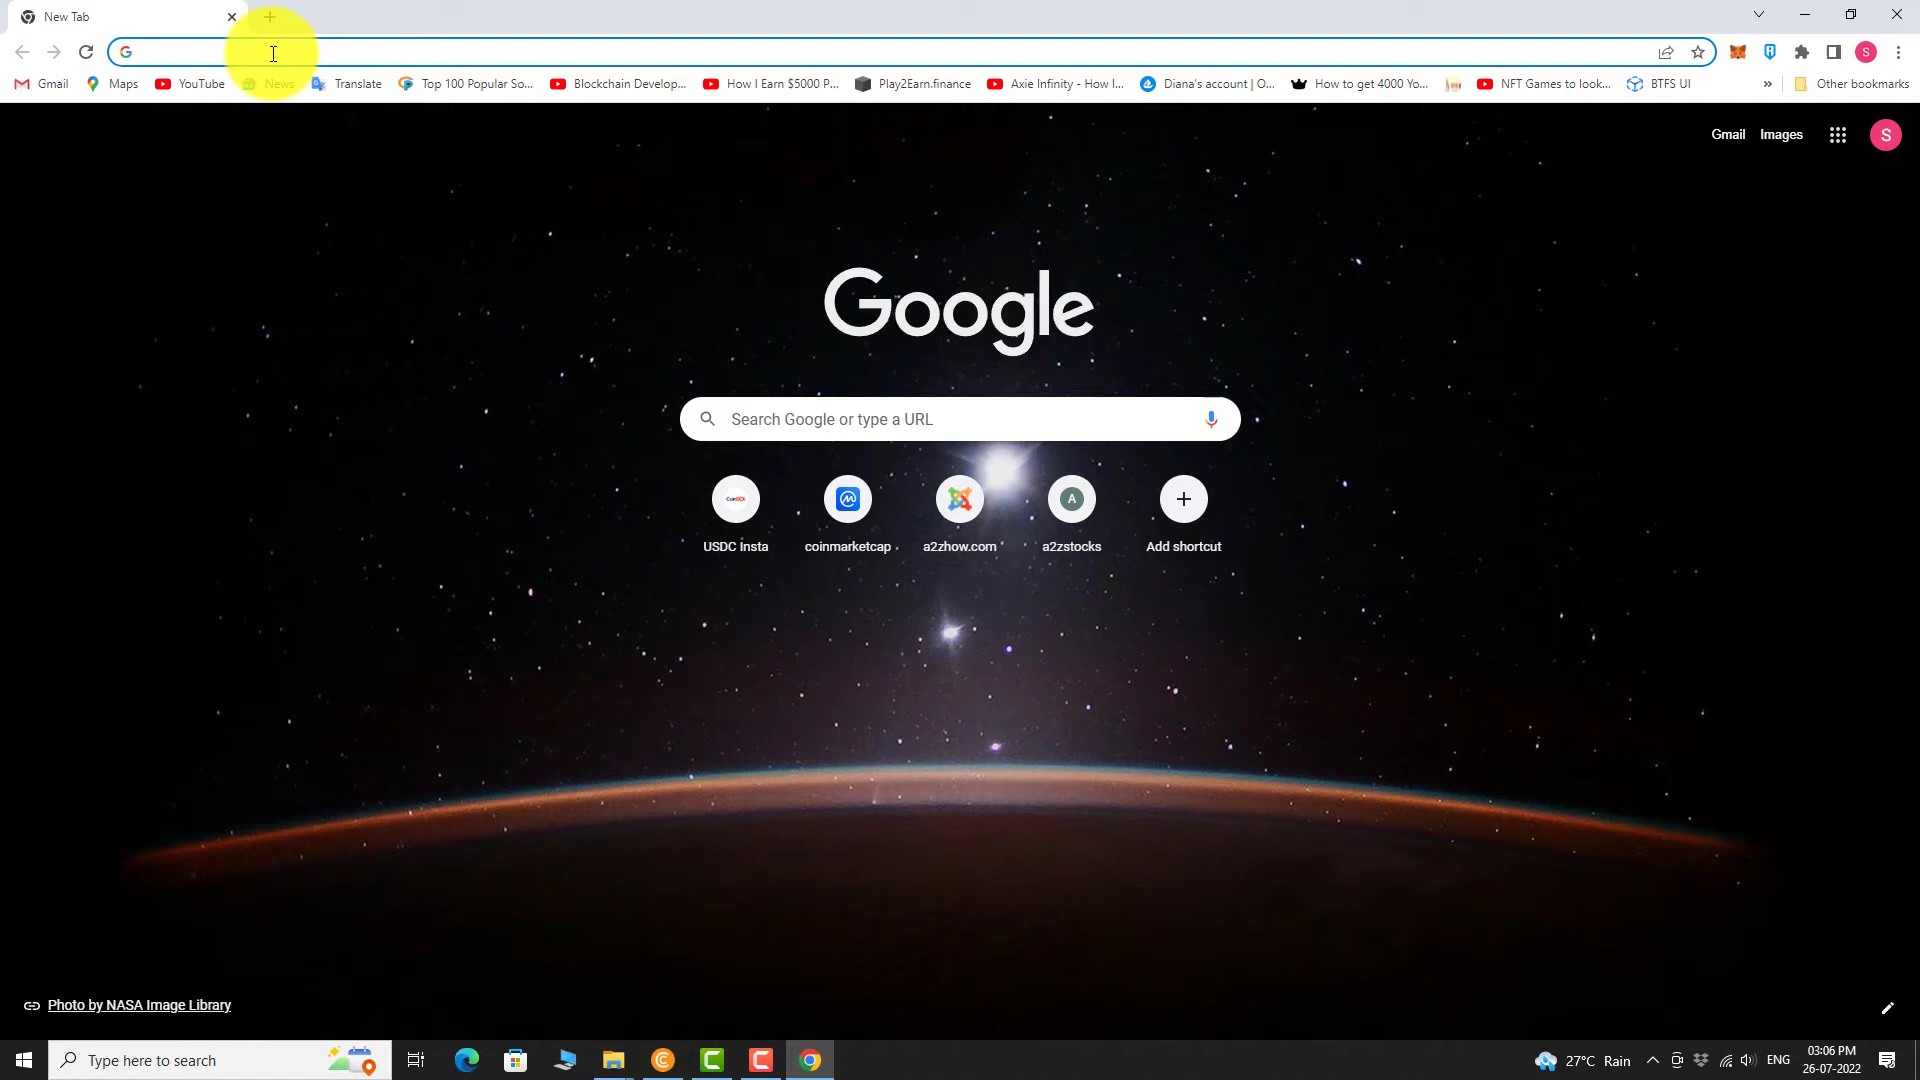 New Tab
Gmail
Maps
YouTube
News
Translate
Top 100 Popular So...
Blockchain Develop...
How I Earn $5000 P...
Play2Earn.finance
Axie Infinity - How I...
Diana's account | O...
How to get 4000 Yo...
NFT Games to look...
BTFS UI
»
Other bookmarks
S
Gmail Images
S
Google
Search Google or type a URL
CoinDCX
A
USDC Insta
coinmarketcap
a2zhow.com
a2zstocks
Add shortcut
Photo by NASA Image Library
Type here to search
27°C Rain
ENG
03:06 PM
26-07-2022